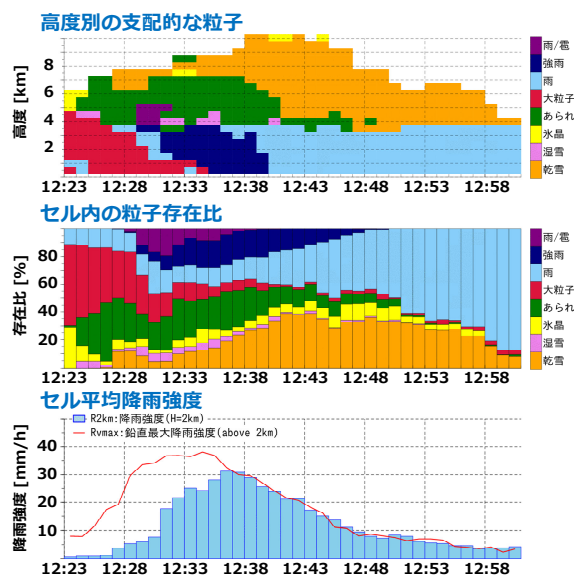 高度別の支配的な粒子
高度 [km]
8
6
4
2
12:23 12:28 12:33 12:38 12:43 12:48 12:53 12:58
雨/雹
強雨
雨
大粒子
あられ
氷晶
湿雪
乾雪
セル内の粒子存在比
存在比 [%]
80
60
40
20
12:23 12:28 12:33 12:38 12:43 12:48 12:53 12:58
雨/雹
強雨
雨
大粒子
あられ
氷晶
湿雪
乾雪
セル平均降雨強度
降雨強度 [mm/h]
R2km:降雨強度(H=2km)
Rvmax:鉛直最大降雨強度(above 2km)
40
30
20
10
12:23 12:28 12:33 12:38 12:43 12:48 12:53 12:58